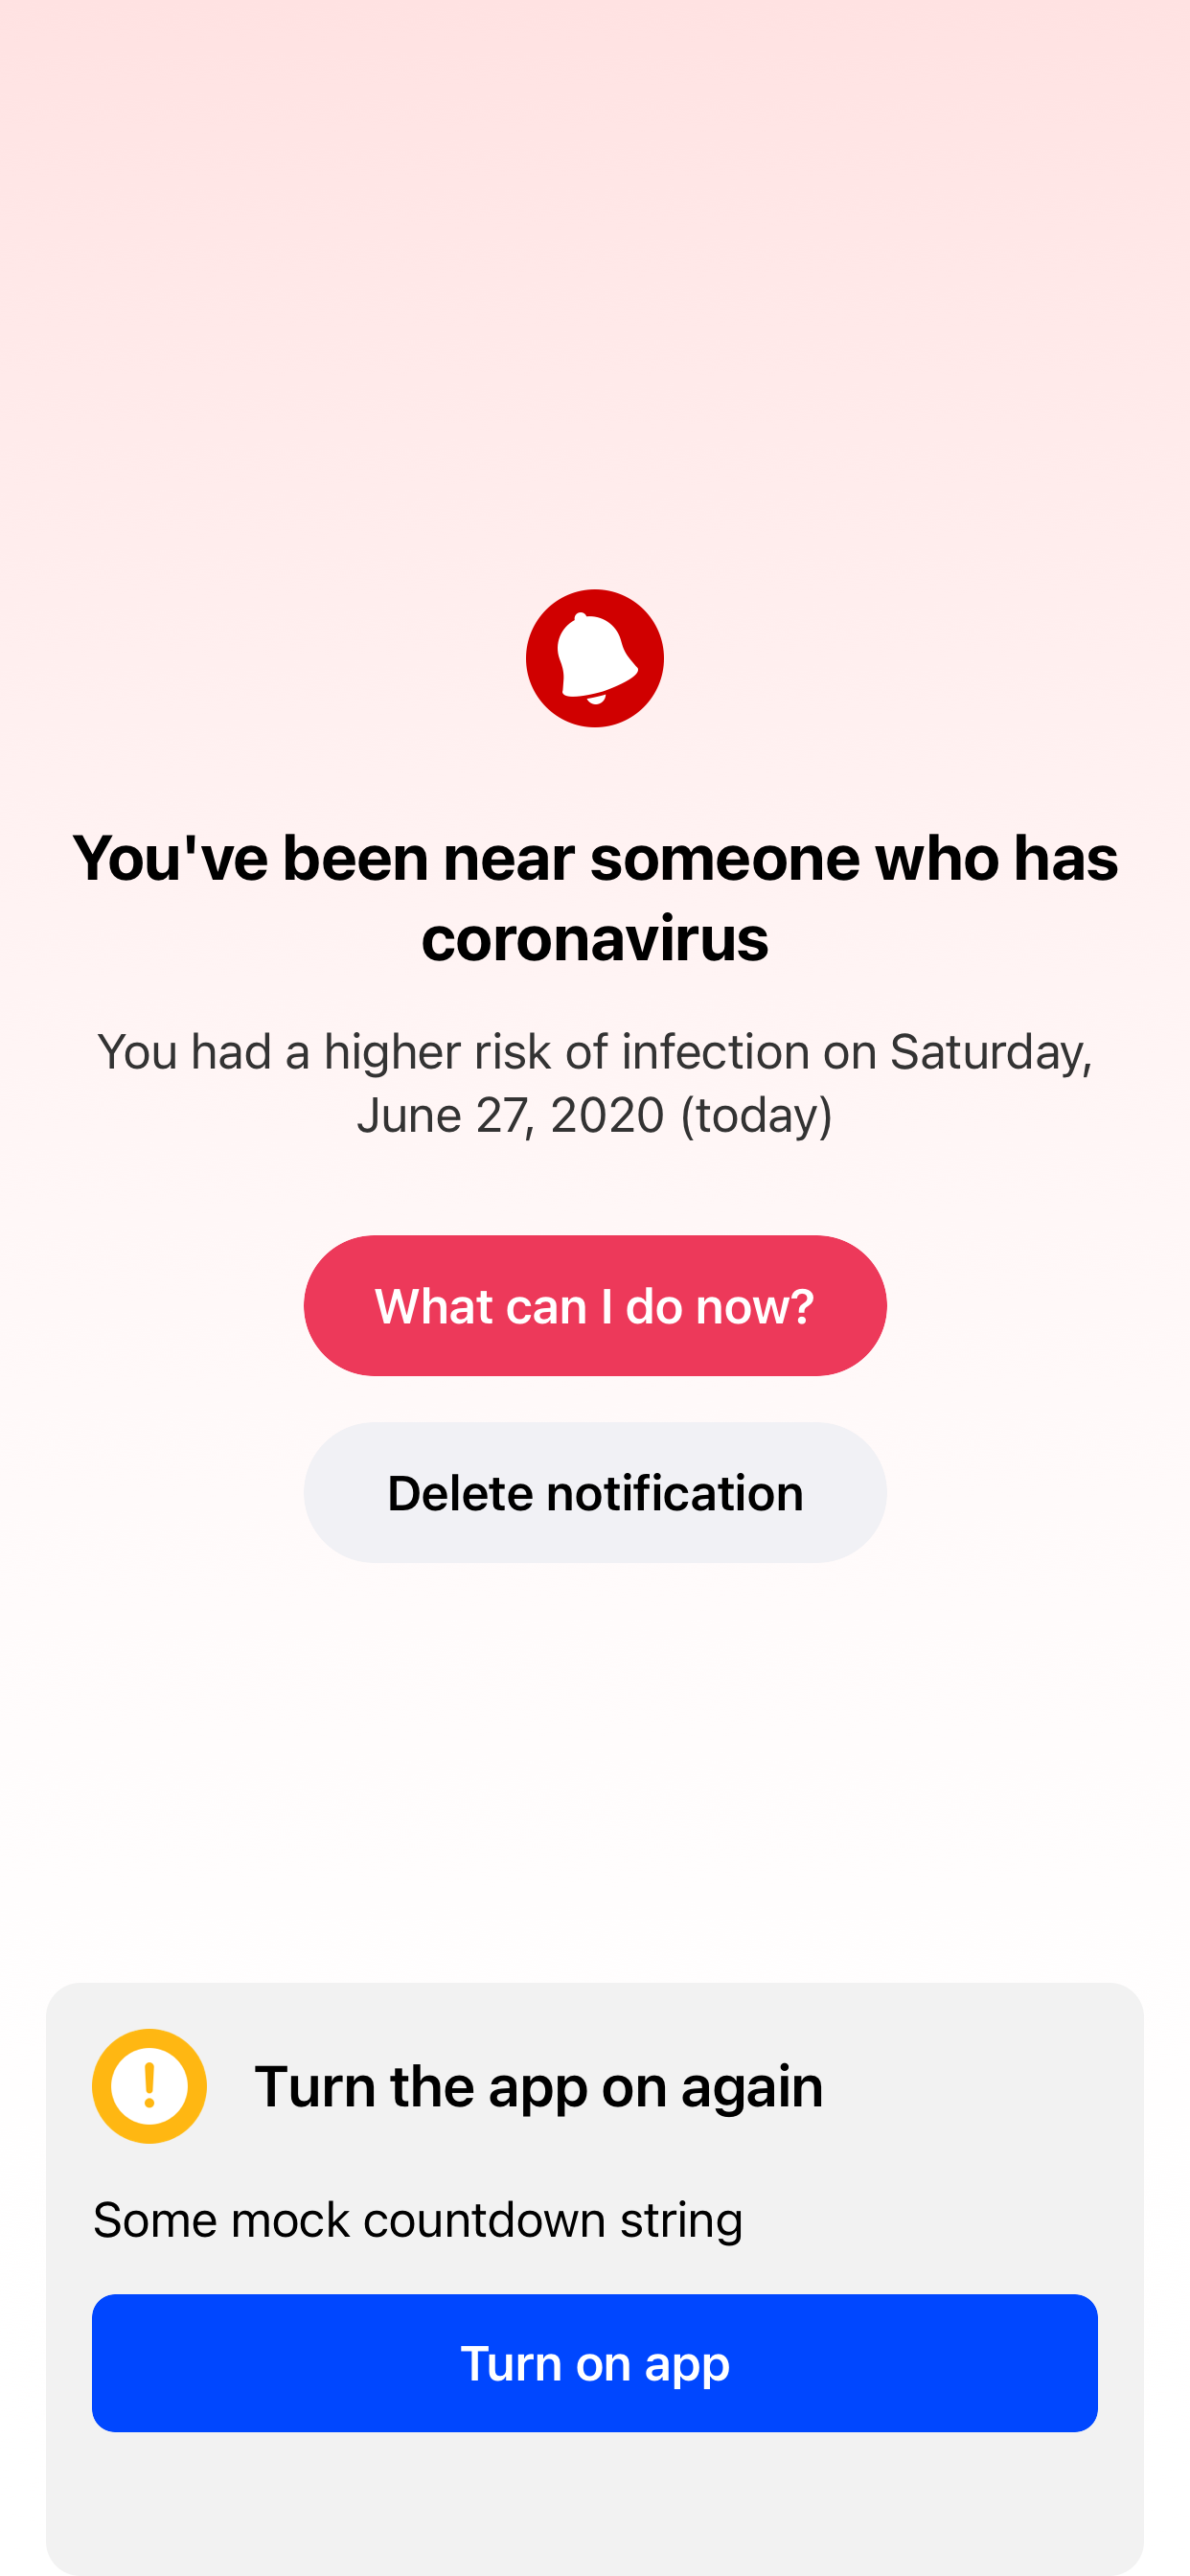 You've been near someone who has
coronavirus
You had a higher risk of infection on Saturday,
June 27, 2020 (today)
What can I do now?
Delete notification
Turn the app on again
Some mock countdown string
Turn on app